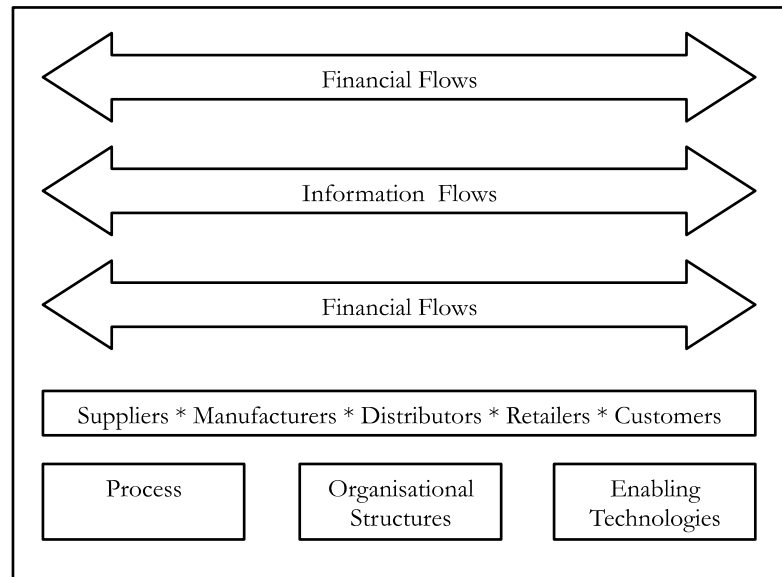 Financial Flows
Information Flows
Financial Flows
Suppliers * Manufacturers * Distributors * Retailers * Customers
Process
Organisational
Structures
Enabling
Technologies